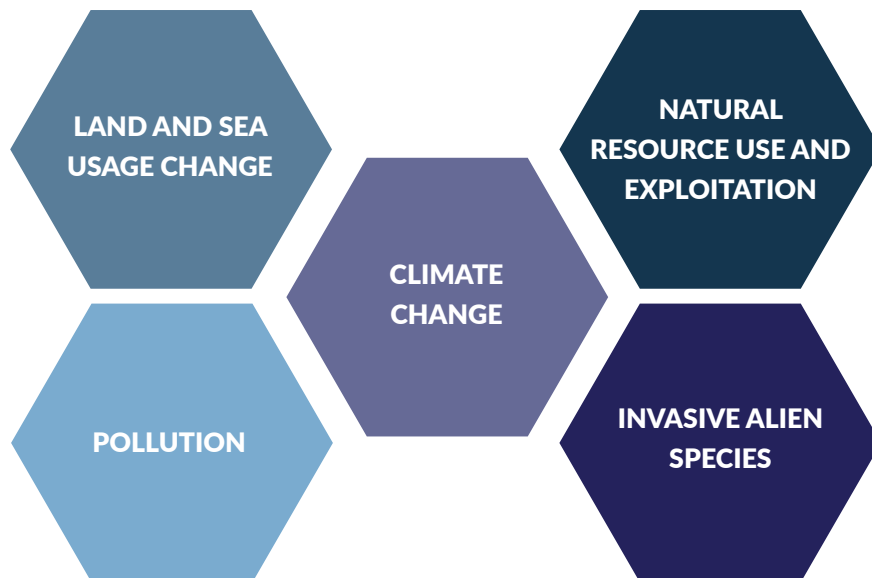 LAND AND SEA
USAGE CHANGE
NATURAL
RESOURCE USE AND
EXPLOITATION
CLIMATE
CHANGE
POLLUTION
INVASIVE ALIEN
SPECIES